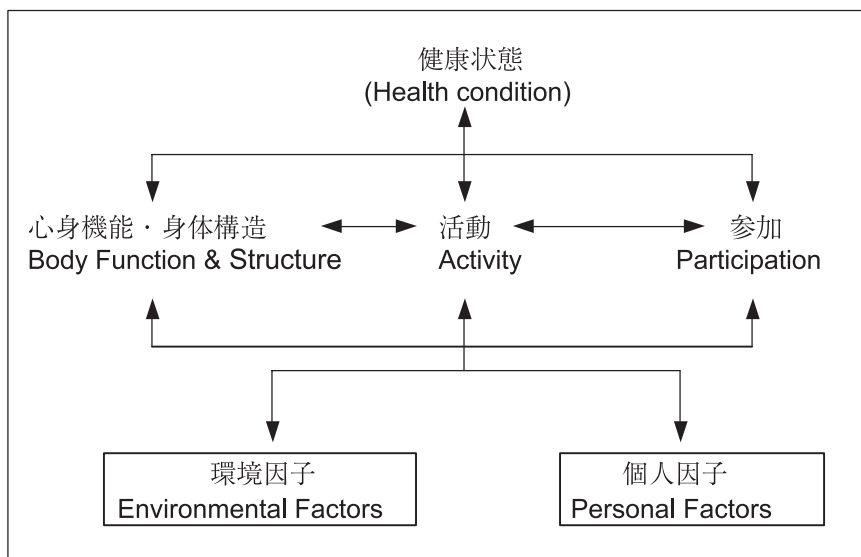 健康状態
(Health condition)
心身機能・身体構造
Body Function & Structure
活動
Activity
参加
Participation
環境因子
Environmental Factors
個人因子
Personal Factors